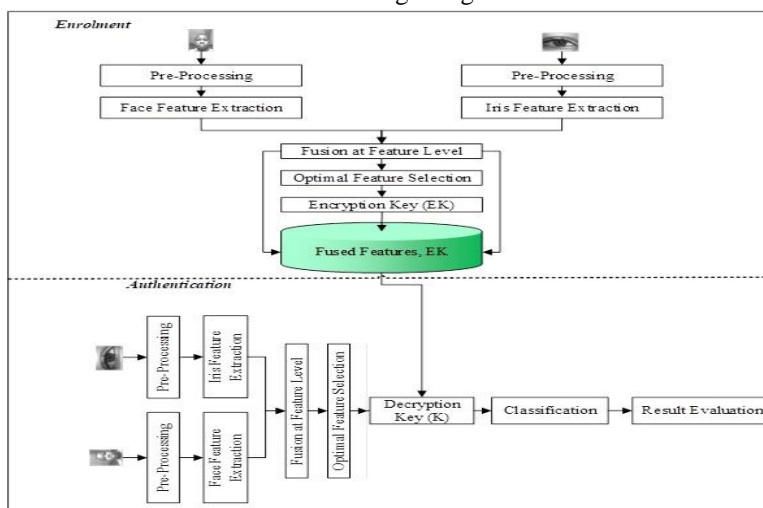 Enrolment
Pre-Processing
Pre-Processing
Face Feature Extraction
Iris Feature Extraction
Fusion at Feature Level
Optimal Feature Selection
Encryption Key (EK)
Fused Features, EK
Authentication
Pre-Processing
Iris Feature
Extraction
Pre-Processing
Face Feature
Extraction
Fusion at Feature Level
Optimal Feature Selection
Decryption
Key (K)
Classification
Result Evaluation